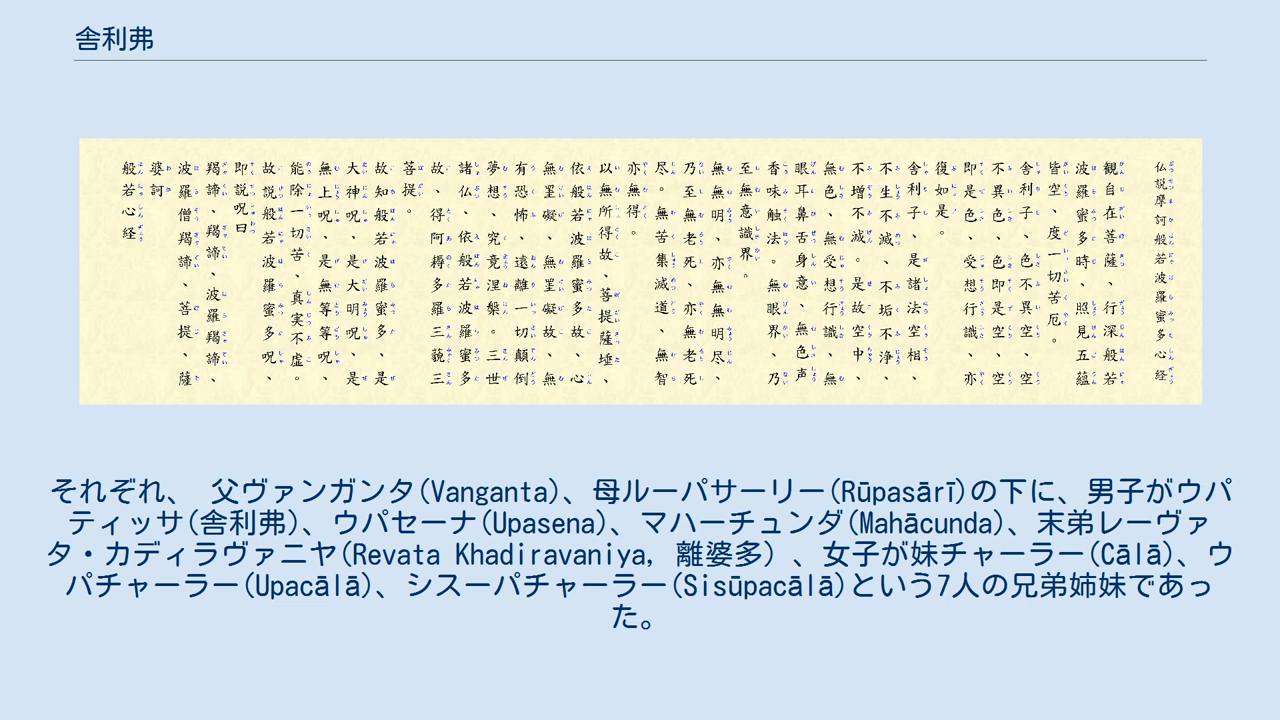 舎利弗
仏説摩訶般若波羅蜜多心経
観自在菩薩、行深般若
波羅蜜多時、照見五蘊
皆空、度一切苦厄。
舎利子、色不異空、空
不異色、色即是空、空
即是色、受想行識、亦
復如是。
舎利子、是諸法空相、
不生不滅、不垢不浄、
不増不減。是故空中、
無色、無受想行識、無
眼耳鼻舌身意、無色声
香味触法。無眼界、乃
至無意識界。
無無明、亦無無明尽、
乃至無老死、亦無老死
尽。無苦集滅道、無智
亦無得。
以無所得故、菩提薩埵、
依般若波羅蜜多故、心
無罣礙、無罣礙故、無
有恐怖、遠離一切顛倒
夢想、究竟涅槃。三世
諸仏、依般若波羅蜜多
故、得阿耨多羅三藐三
菩提。
故知般若波羅蜜多、是
大神呪、是大明呪、是
無上呪、是無等等呪、
能除一切苦、真実不虚。
故説般若波羅蜜多呪、
即説呪曰
羯諦、羯諦、波羅羯諦、
波羅僧羯諦、菩提、薩
婆訶
般若心経
それぞれ、 父ヴァンガンタ(Vanganta)、母ルーパサーリー(Rūpasārī)の下に、男子がウパ
ティッサ(舎利弗)、ウパセーナ(Upasena)、マハーチュンダ(Mahācunda)、末弟レーヴァ
タ・カディラヴァニヤ(Revata Khadiravaniya, 離婆多）、女子が妹チャーラー(Cālā)、ウ
パチャーラー(Upacālā)、シスーパチャーラー(Sisūpacālā)という7人の兄弟姉妹であっ
た。